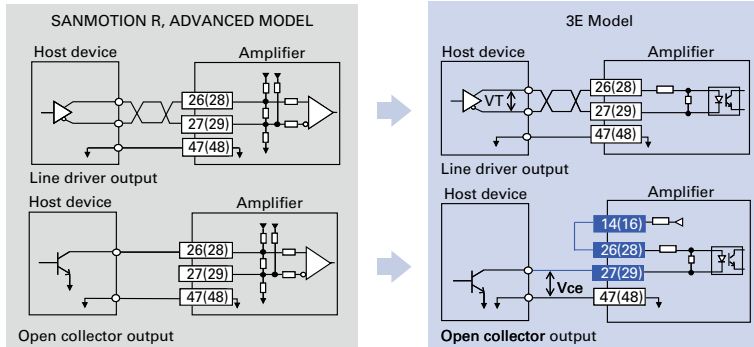 SANMOTION R, ADVANCED MODEL
Host device
Amplifier
26(28)
27(29)
47(48)
Line driver output
Host device
Amplifier
26(28)
27(29)
47(48)
Open collector output
3E Model
Host device
Amplifier
VT
26(28)
27(29)
47(48)
Line driver output
Host device
Amplifier
14(16)
26(28)
27(29)
Vce
47(48)
Open collector output